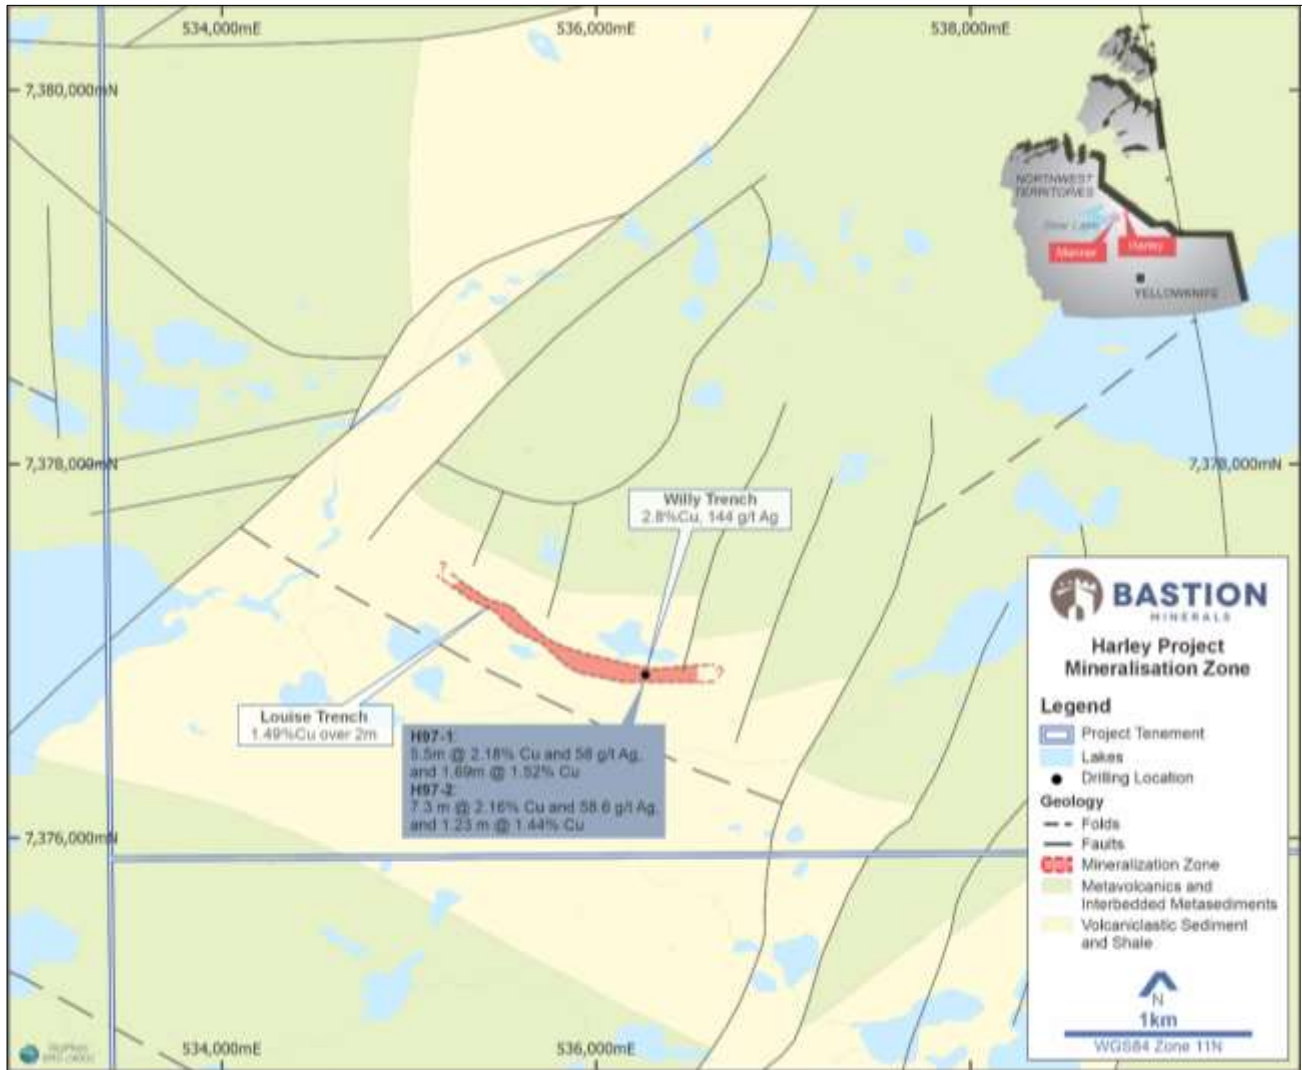 534,000mE
536,000mE
538,000mE
7,380,000mN
NORTHWEST
TERRITORIES
Mariner
Harley
YELLOWKNIFE
7,378,000mN
7,378,000mN
Willy Trench
2.8%Cu, 144 g/t Ag
Louise Trench
1.49%Cu over 2m
H97-1:
5.5m @ 2.18% Cu and 58 g/t Ag,
and 1.69m @ 1.52% Cu
H97-2:
7.3 m @ 2.16% Cu and 58.6 g/t Ag,
and 1.23 m @ 1.44% Cu
?
?
7,376,000mN
534,000mE
536,000mE
BASTION
MINERALS
Harley Project
Mineralisation Zone
Legend
Project Tenement
Lakes
Drilling Location
Geology
Folds
Faults
Mineralization Zone
Metavolcanics and
Interbedded Metasediments
Volcaniclastic Sediment
and Shale
N
1km
WGS84 Zone 11N